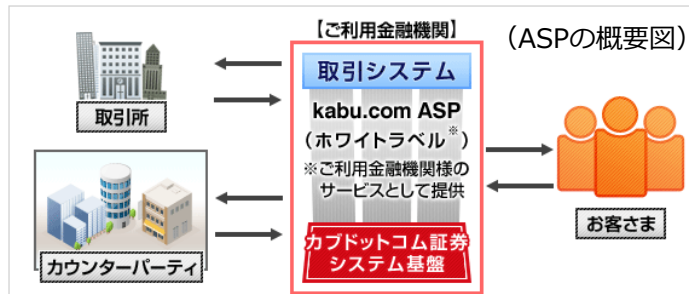 【ご利用金融機関】
（ASPの概要図）
取引システム
取引所
kabu.com ASP
（ホワイトラベル※）
※ご利用金融機関様の
サービスとして提供
カウンターパーティ
カブドットコム証券
システム基盤
お客さま